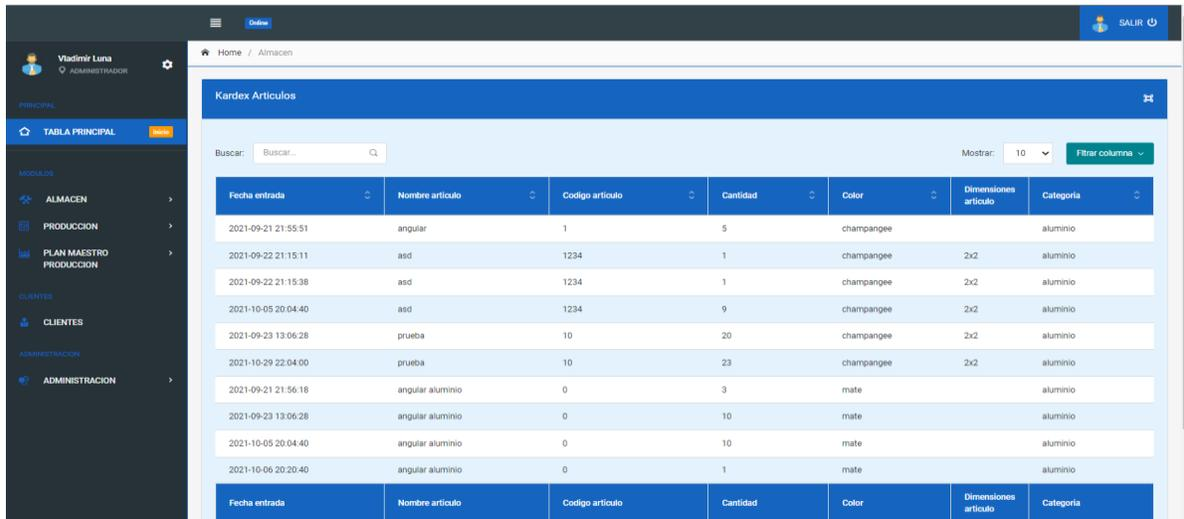 Online
SALIR
Vladimir Luna
ADMINISTRADOR
Home / Almacen
PRINCIPAL
TABLA PRINCIPAL Inicio
MODULOS
ALMACEN
PRODUCCION
PLAN MAESTRO
PRODUCCION
CLIENTES
CLIENTES
ADMINISTRACION
ADMINISTRACION
Kardex Articulos
Buscar: Buscar... Mostrar: 10 Fltrar columna
Fecha entrada Nombre articulo Codigo artículo Cantidad Color Dimensiones articulo Categoria
2021-09-21 21:55:51 angular 1 5 champangee aluminio
2021-09-22 21:15:11 asd 1234 1 champangee 2x2 aluminio
2021-09-22 21:15:38 asd 1234 1 champangee 2x2 aluminio
2021-10-05 20:04:40 asd 1234 9 champangee 2x2 aluminio
2021-09-23 13:06:28 prueba 10 20 champangee 2x2 aluminio
2021-10-29 22:04:00 prueba 10 23 champangee 2x2 aluminio
2021-09-21 21:56:18 angular aluminio 0 3 mate aluminio
2021-09-23 13:06:28 angular aluminio 0 10 mate aluminio
2021-10-05 20:04:40 angular aluminio 0 10 mate aluminio
2021-10-06 20:20:40 angular aluminio 0 1 mate aluminio
Fecha entrada Nombre articulo Codigo artículo Cantidad Color Dimensiones articulo Categoria